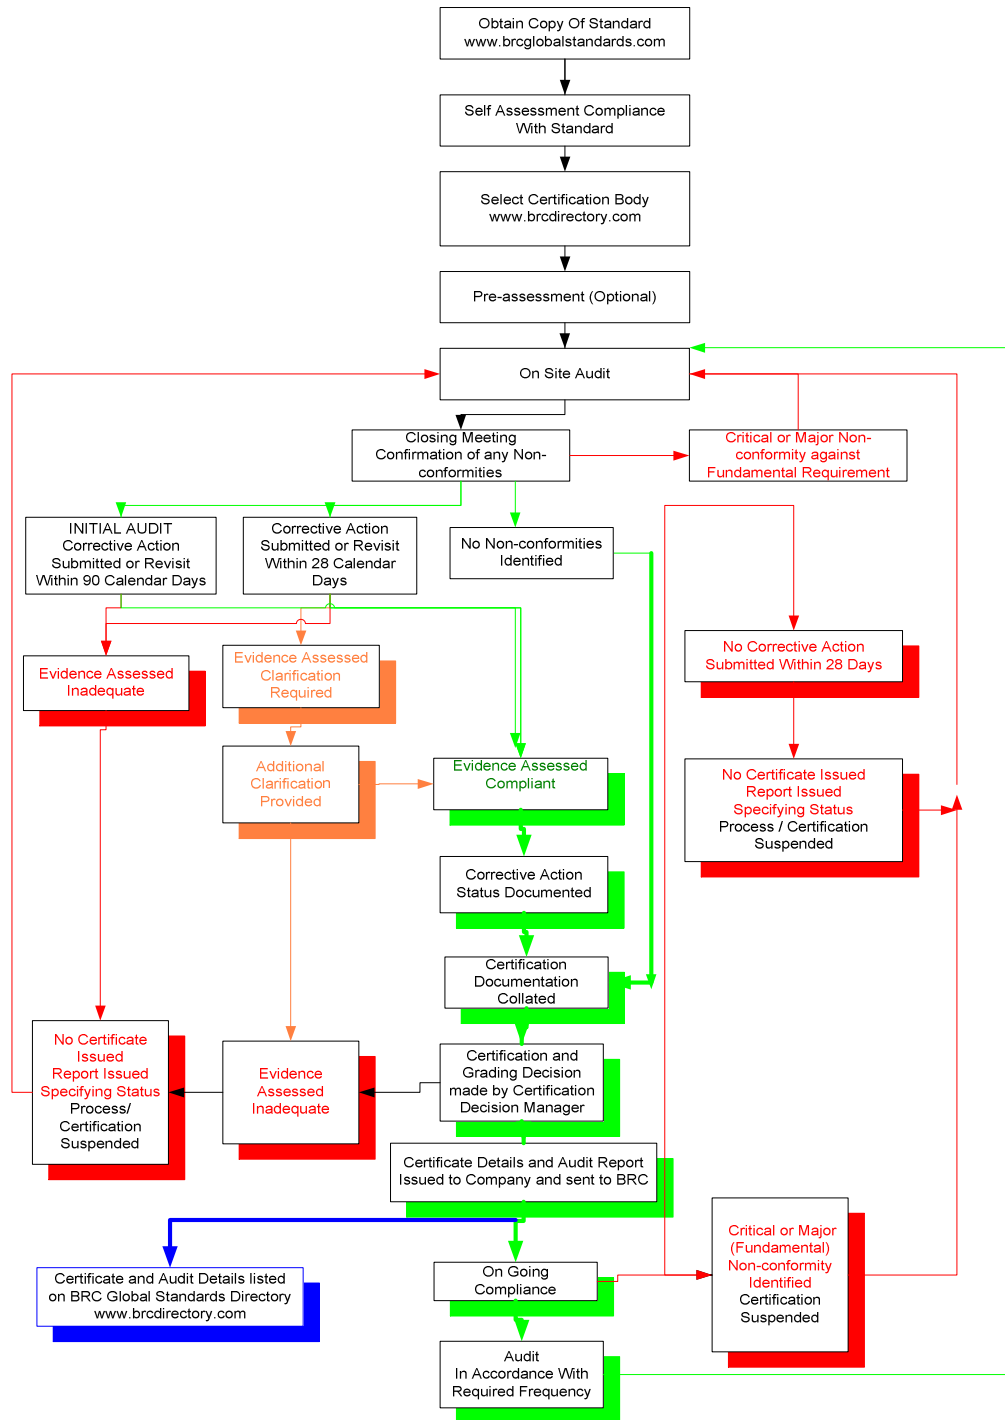 Obtain Copy Of Standard
www.brcglobalstandards.com
Self Assessment Compliance
With Standard
Select Certification Body
www.brcdirectory.com
Pre-assessment (Optional)
On Site Audit
Closing Meeting
Confirmation of any Non-
conformities
Critical or Major Non-
conformity against
Fundamental Requirement
INITIAL AUDIT
Corrective Action
Submitted or Revisit
Within 90 Calendar Days
Corrective Action
Submitted or Revisit
Within 28 Calendar
Days
No Non-conformities
Identified
No Corrective Action
Submitted Within 28 Days
Evidence Assessed
Inadequate
Evidence Assessed
Clarification
Required
Additional
Clarification
Provided
Evidence Assessed
Compliant
No Certificate Issued
Report Issued
Specifying Status
Process / Certification
Suspended
Corrective Action
Status Documented
Certification
Documentation
Collated
No Certificate
Issued
Report Issued
Specifying Status
Process/
Certification
Suspended
Evidence
Assessed
Inadequate
Certification and
Grading Decision
made by Certification
Decision Manager
Certificate Details and Audit Report
Issued to Company and sent to BRC
Certificate and Audit Details listed
on BRC Global Standards Directory
www.brcdirectory.com
On Going
Compliance
Critical or Major
(Fundamental)
Non-conformity
Identified
Certification
Suspended
Audit
In Accordance With
Required Frequency